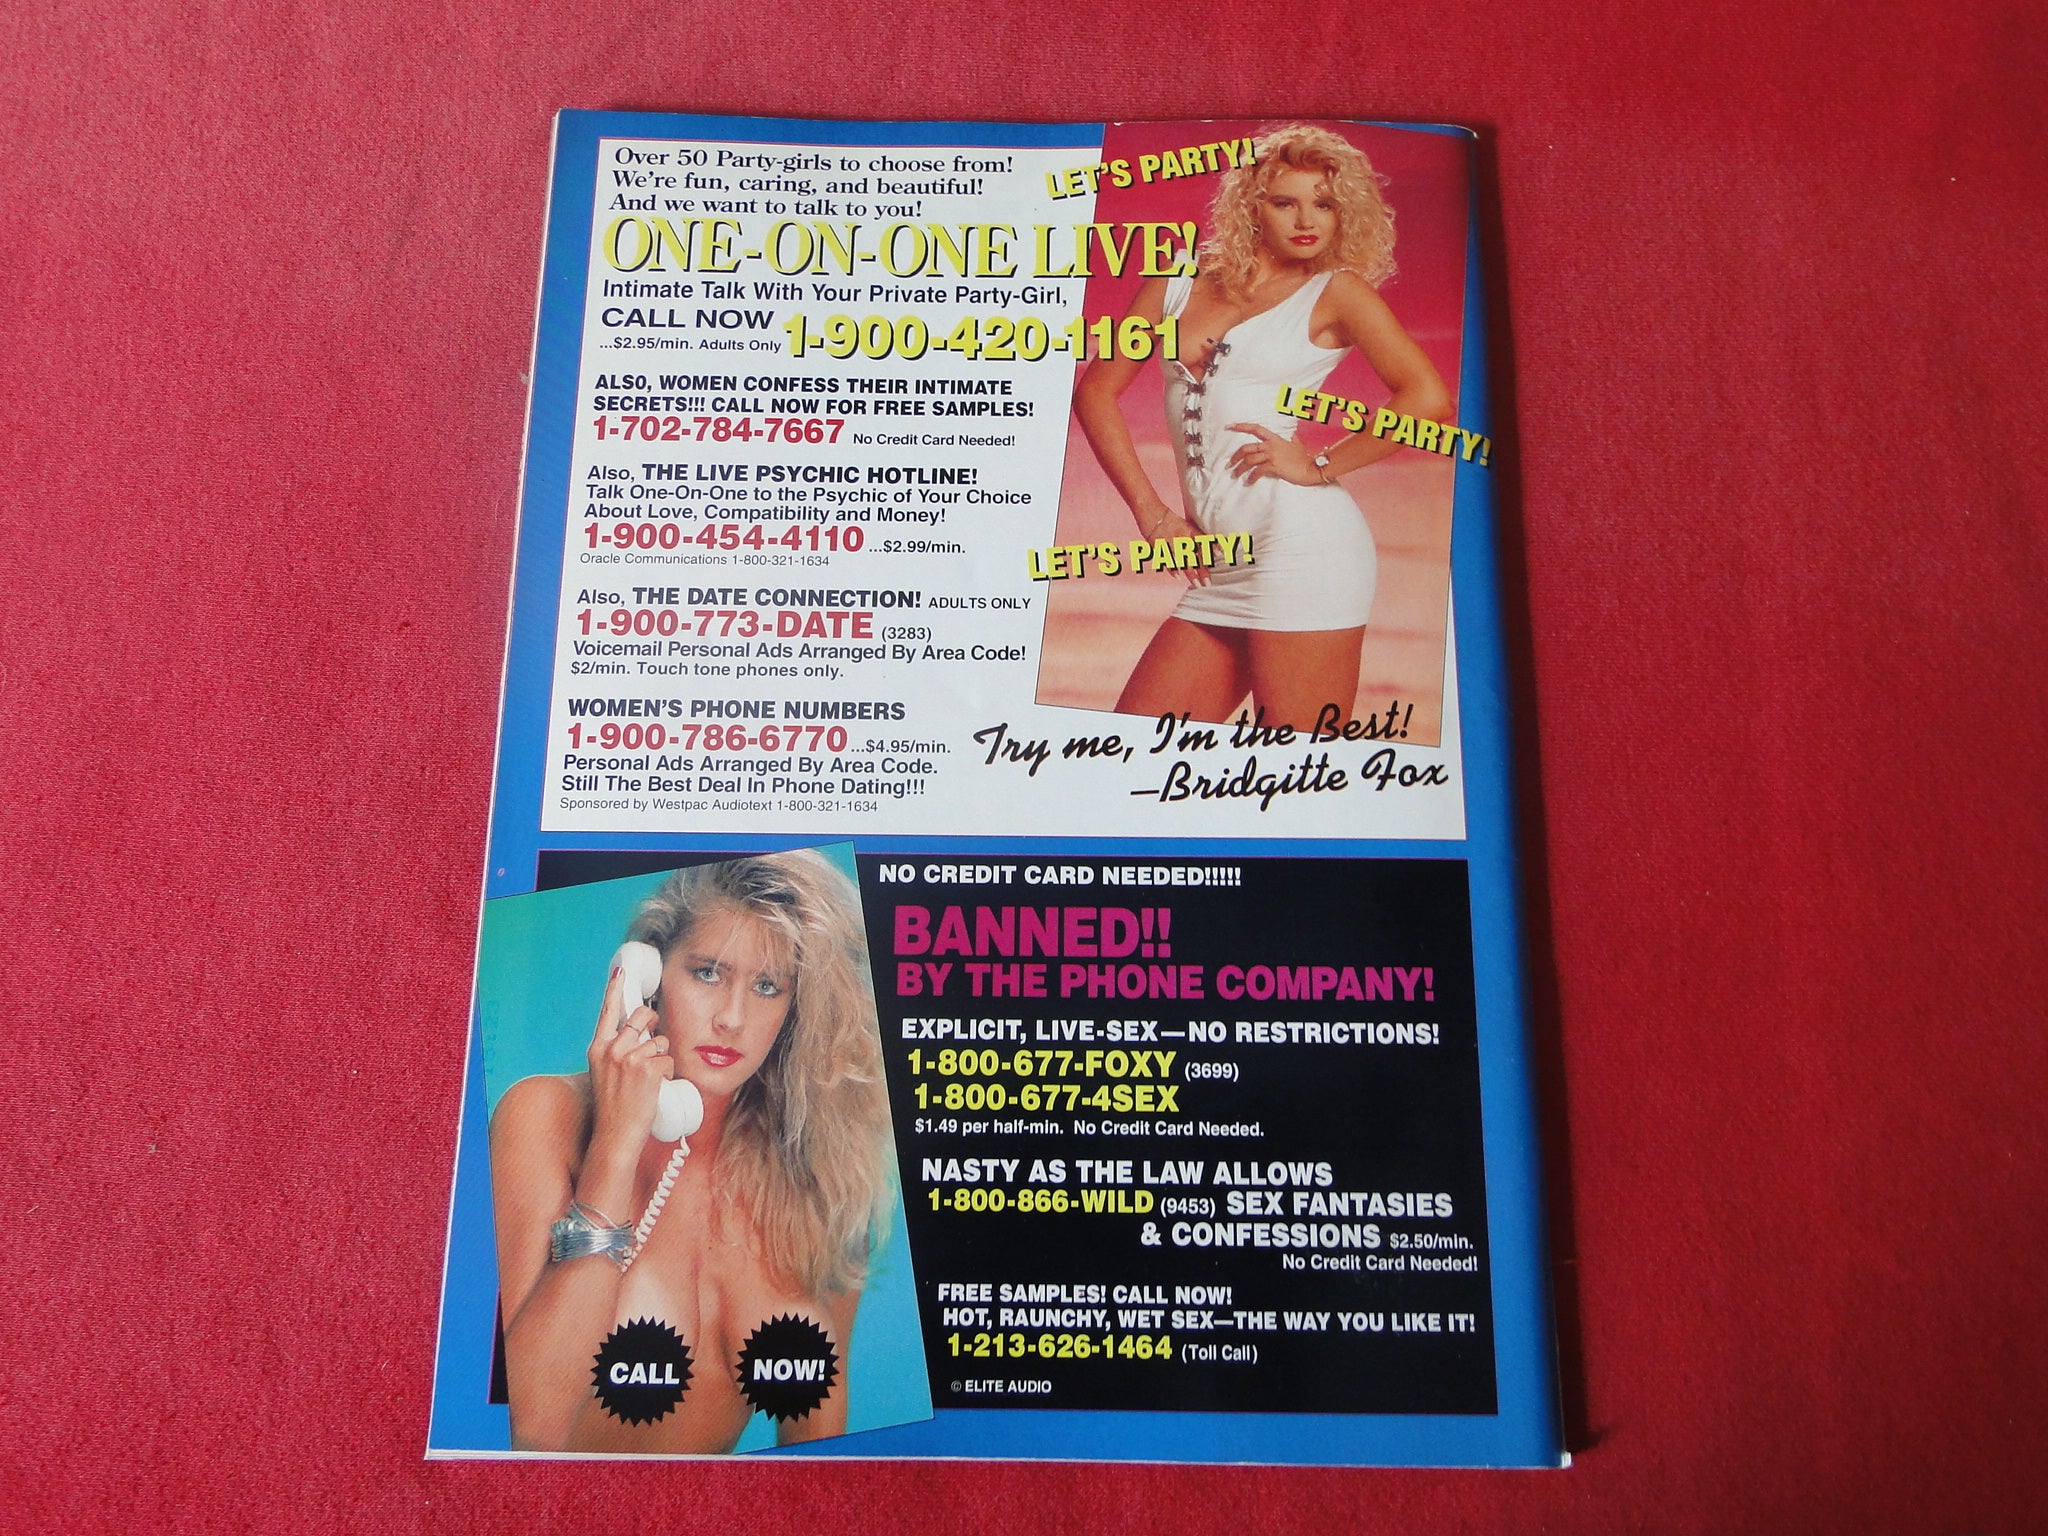 Over 50 Party-girls to choose from!
We're fun, caring, and beautiful!
And we want to talk to you!
ONE-ON-ONE LIVE!
Intimate Talk With Your Private Party-Girl,
CALL NOW 1-900-420-1161
...$2.95/min. Adults Only
ALSO, WOMEN CONFESS THEIR INTIMATE
SECRETS!!! CALL NOW FOR FREE SAMPLES!
1-702-784-7667 No Credit Card Needed!
Also, THE LIVE PSYCHIC HOTLINE!
Talk One-On-One to the Psychic of Your Choice
About Love, Compatibility and Money!
1-900-454-4110 ...$2.99/min.
Oracle Communications 1-800-321-1634
Also, THE DATE CONNECTION! ADULTS ONLY
1-900-773-DATE (3283)
Voicemail Personal Ads Arranged By Area Code!
$2/min. Touch tone phones only.
WOMEN'S PHONE NUMBERS
1-900-786-6770...$4.95/min.
Personal Ads Arranged By Area Code.
Still The Best Deal In Phone Dating!!!
Sponsored by Westpac Audiotext 1-800-321-1634
LET'S PARTY!
LET'S PARTY!
LET'S PARTY!
Try me, I'm the Best!
—Bridgitte Fox
NO CREDIT CARD NEEDED!!!!!
BANNED!!
BY THE PHONE COMPANY!
EXPLICIT, LIVE-SEX—NO RESTRICTIONS!
1-800-677-FOXY (3699)
1-800-677-4SEX
$1.49 per half-min. No Credit Card Needed.
NASTY AS THE LAW ALLOWS
1-800-866-WILD (9453) SEX FANTASIES
& CONFESSIONS $2.50/min.
No Credit Card Needed!
FREE SAMPLES! CALL NOW!
HOT, RAUNCHY, WET SEX—THE WAY YOU LIKE IT!
1-213-626-1464 (Toll Call)
© ELITE AUDIO
CALL
NOW!